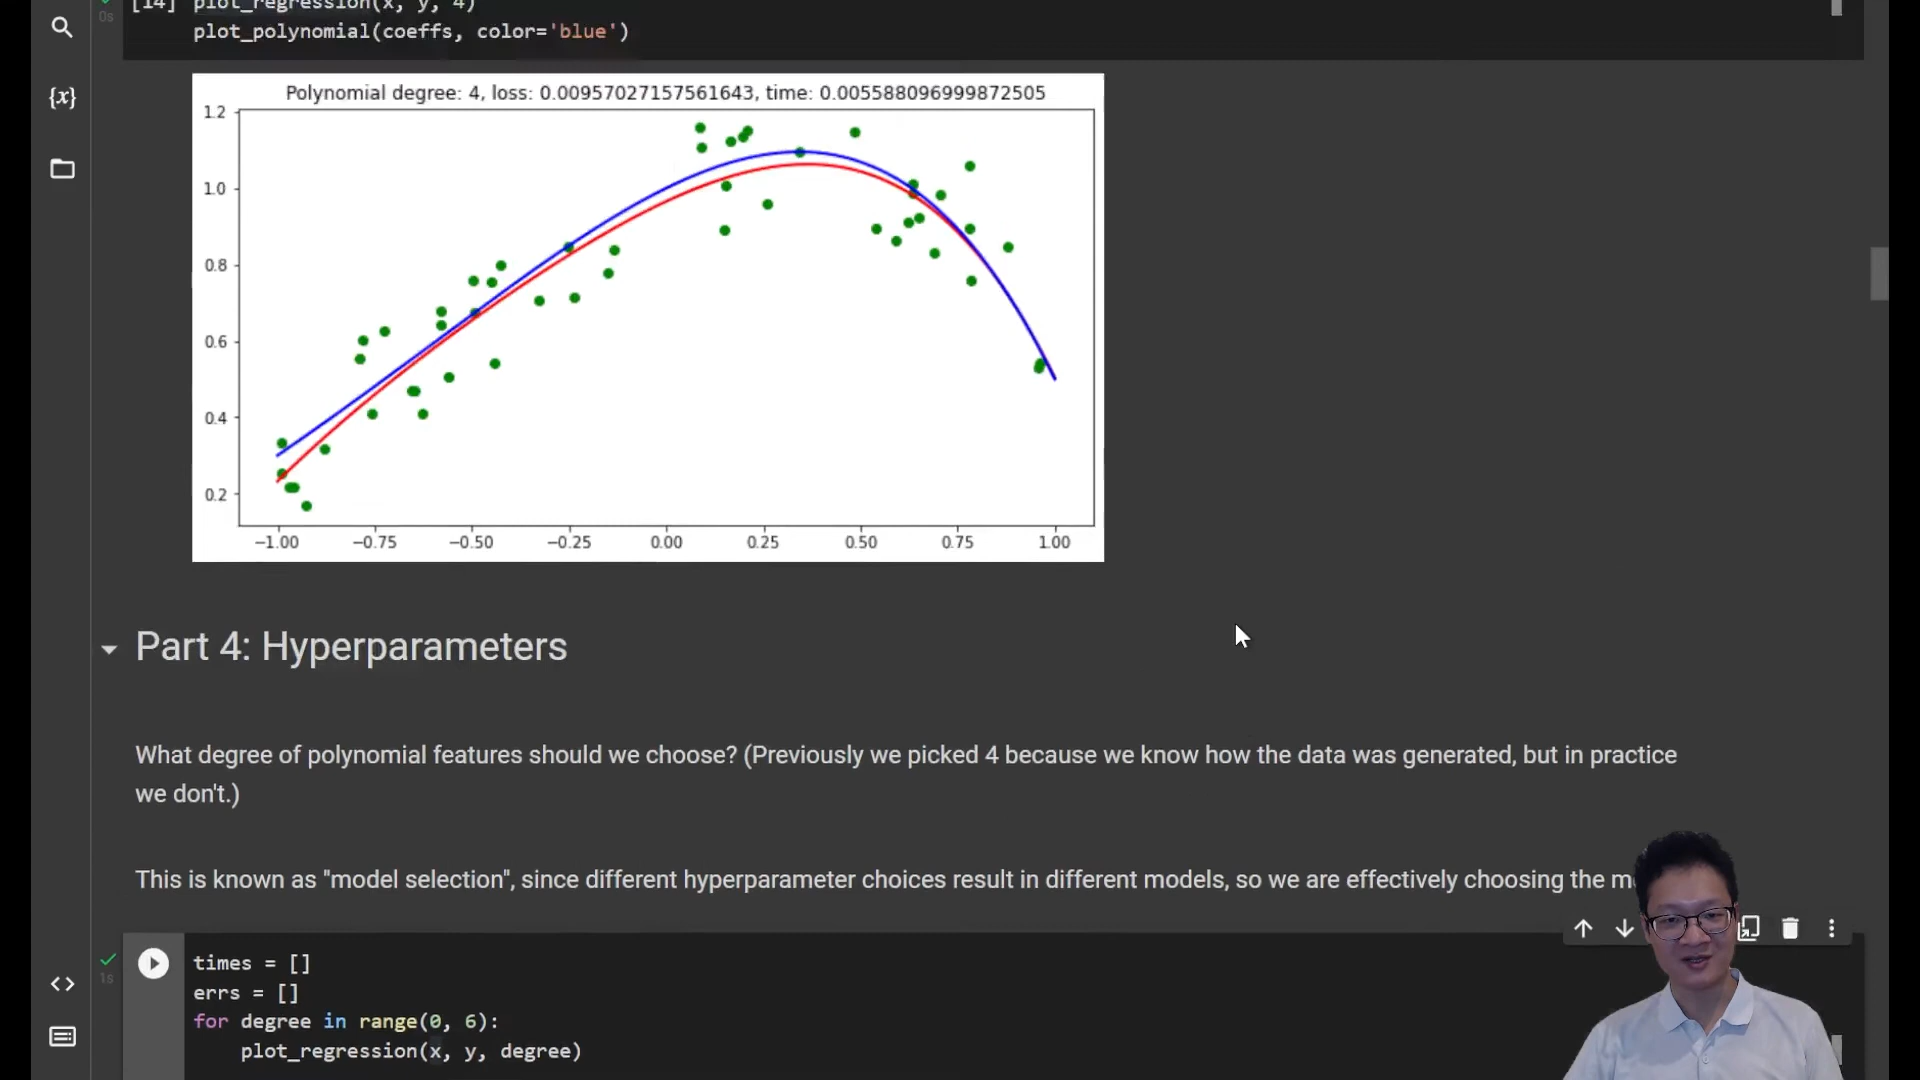 [14] plot_regression(x, y, 4)
0s
plot_polynomial(coeffs, color='blue')
{x}
Polynomial degree: 4, loss: 0.00957027157561643, time: 0.005588096999872505
1.2
1.0
0.8
0.6
0.4
0.2
−1.00 −0.75 −0.50 −0.25 0.00 0.25 0.50 0.75 1.00
Part 4: Hyperparameters
What degree of polynomial features should we choose? (Previously we picked 4 because we know how the data was generated, but in practice
we don't.)
This is known as "model selection", since different hyperparameter choices result in different models, so we are effectively choosing the
1s
times = []
errs = []
for degree in range(0, 6):
plot_regression(x, y, degree)